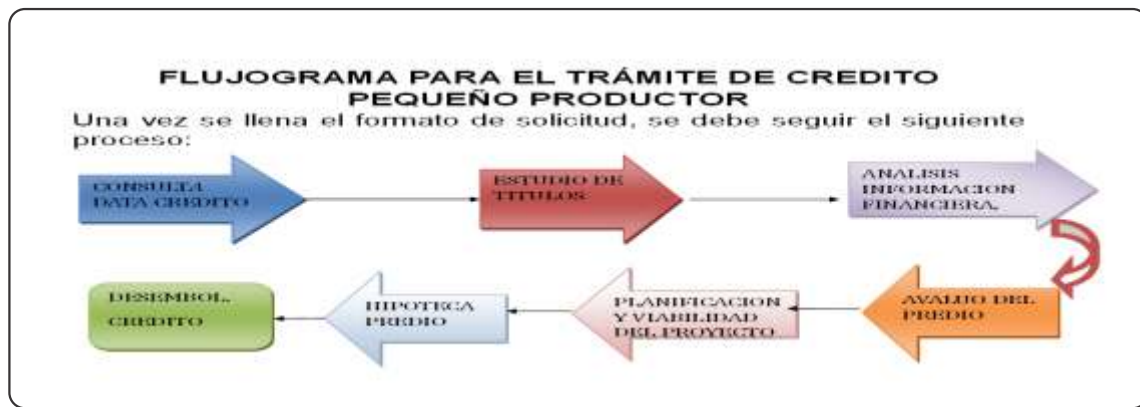 FLUJOGRAMA PARA EL TRÁMITE DE CREDITO
PEQUEÑO PRODUCTOR
Una vez se llena el formato de solicitud, se debe seguir el siguiente
proceso:
CONSULTA
DATA CREDITO
ESTUDIO DE
TITULOS
ANALISIS
INFORMACION
FINANCIERA.
AVALUO DEL
PREDIO
PLANIFICACION
Y VIABILIDAD
DEL PROYECTO
HIPOTECA
PREDIO
DESEMBOL.
CREDITO